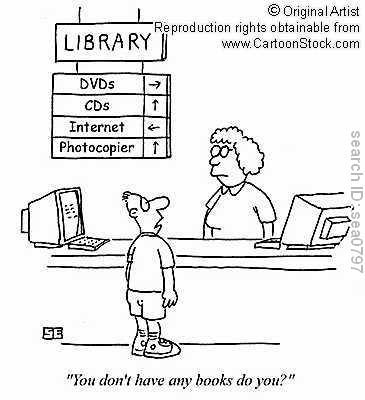 © Original Artist
Reproduction rights obtainable from
www.CartoonStock.com
LIBRARY
DVDs →
CDs ↑
Internet ←
Photocopier ↑
search ID: sea0797
SE
"You don't have any books do you?"